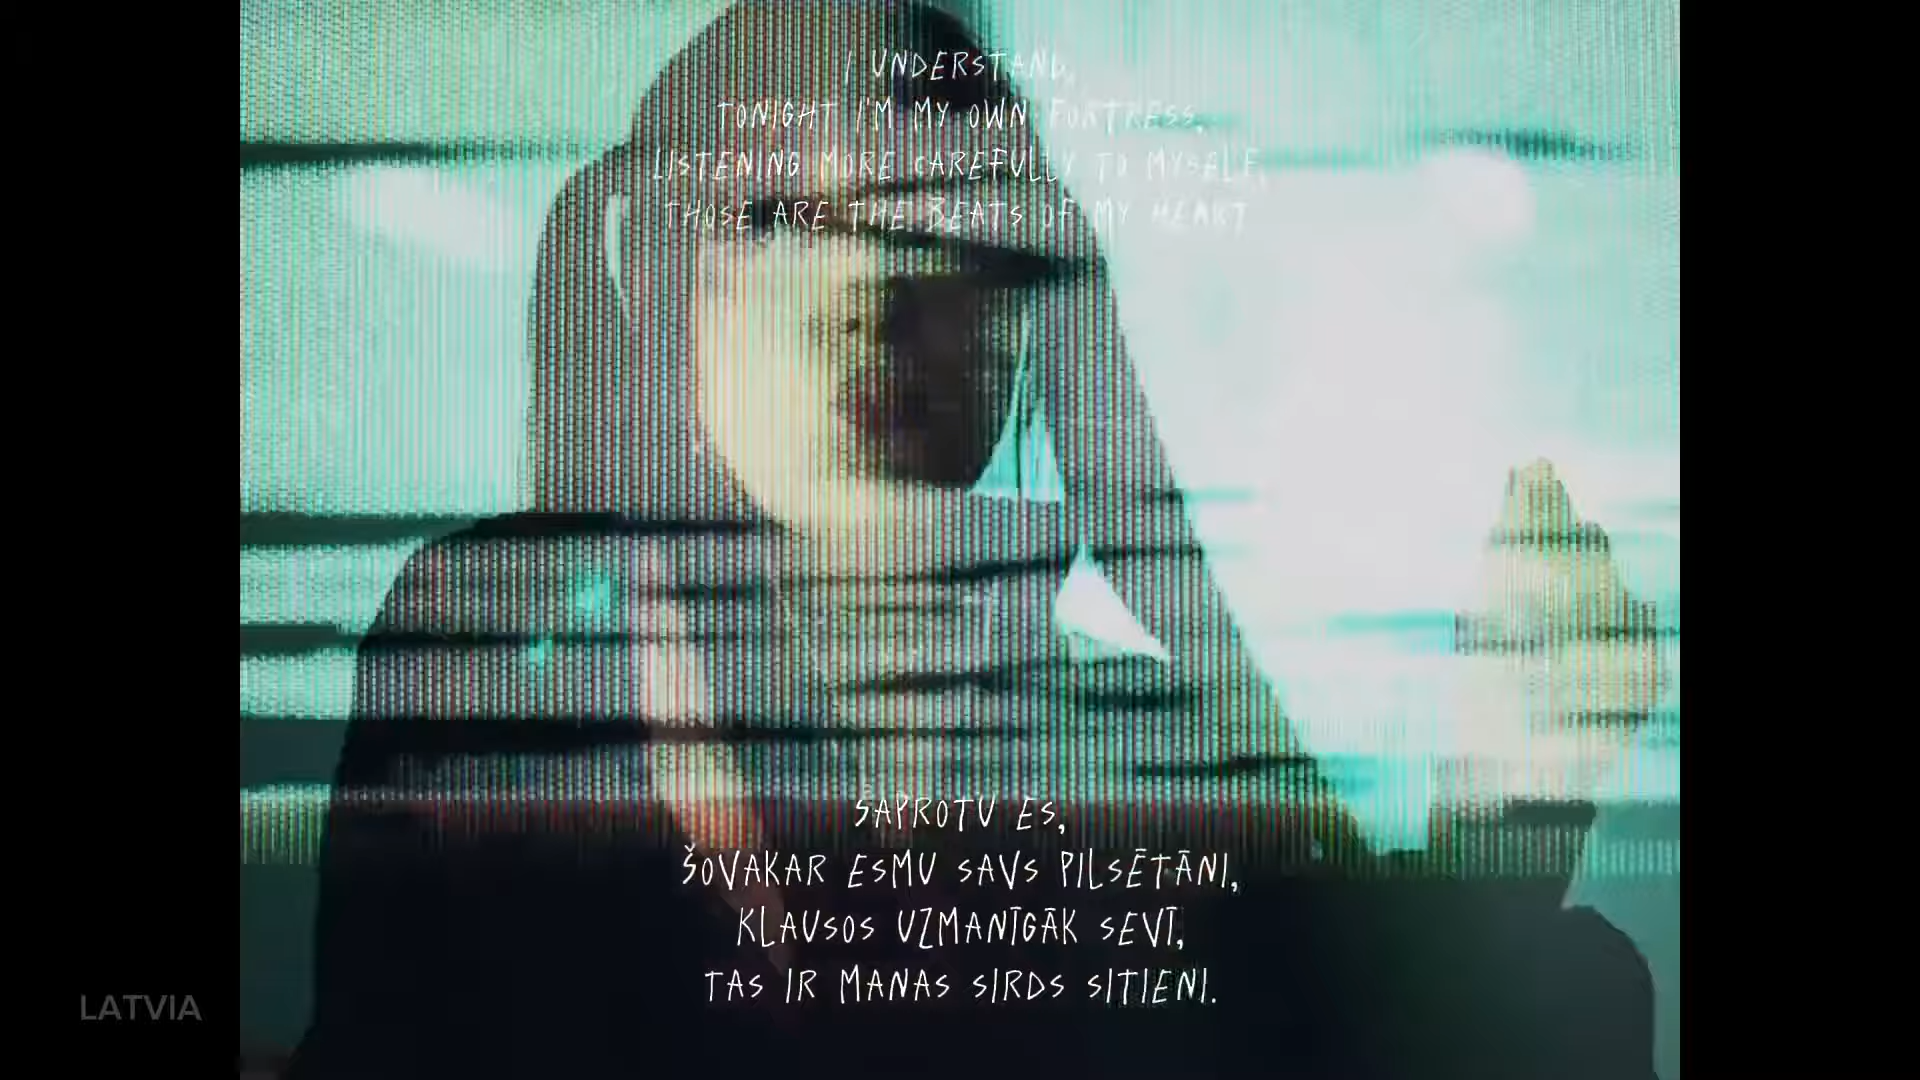 I UNDERSTAND,
TONIGHT I'M MY OWN FORTRESS,
LISTENING MORE CAREFULLY TO MYSELF,
THOSE ARE THE BEATS OF MY HEART
SAPROTU ES,
ŠOVAKAR ESMU SAVS PILSĒTĀNI,
KLAUSOS UZMANĪGĀK SEVĪ,
TAS IR MANAS SIRDS SITIENI.
LATVIA